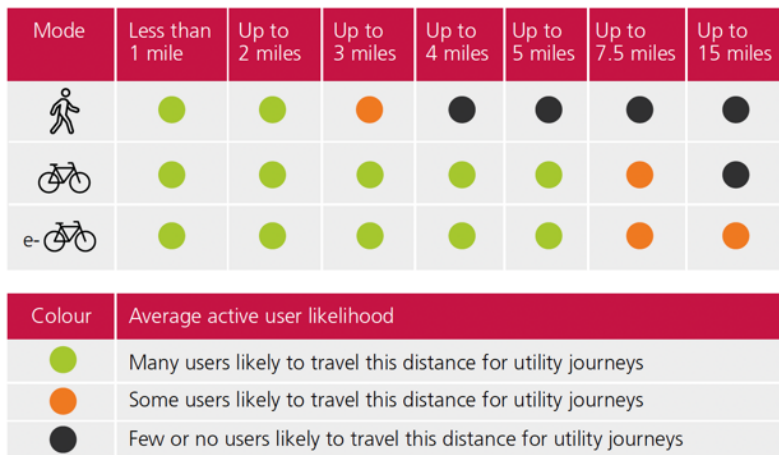 Mode Less than 1 mile Up to 2 miles Up to 3 miles Up to 4 miles Up to 5 miles Up to 7.5 miles Up to 15 miles
e-
Colour Average active user likelihood
Many users likely to travel this distance for utility journeys
Some users likely to travel this distance for utility journeys
Few or no users likely to travel this distance for utility journeys